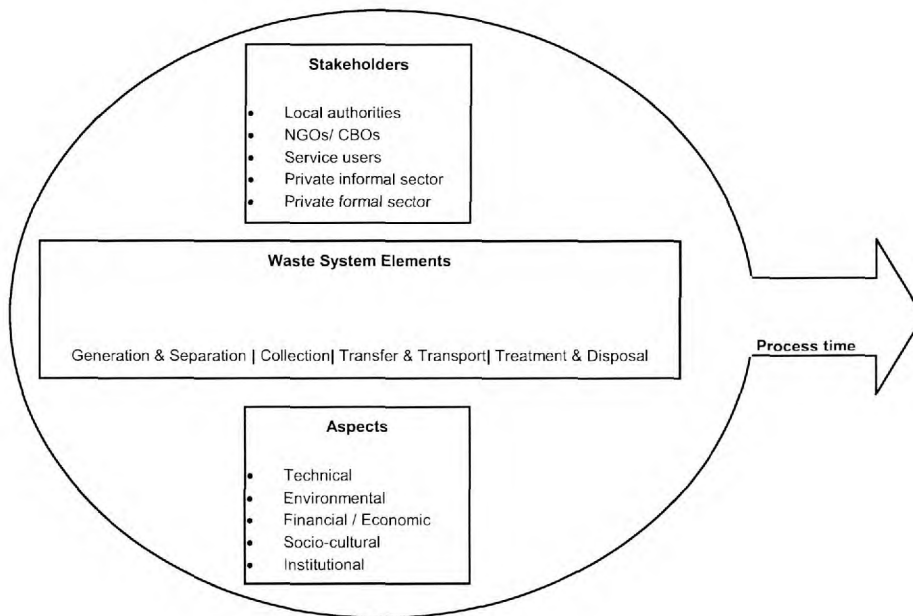 Stakeholders
• Local authorities
• NGOs/ CBOs
• Service users
• Private informal sector
• Private formal sector
Waste System Elements
Generation & Separation | Collection| Transfer & Transport| Treatment & Disposal
Process time
Aspects
• Technical
• Environmental
• Financial / Economic
• Socio-cultural
• Institutional